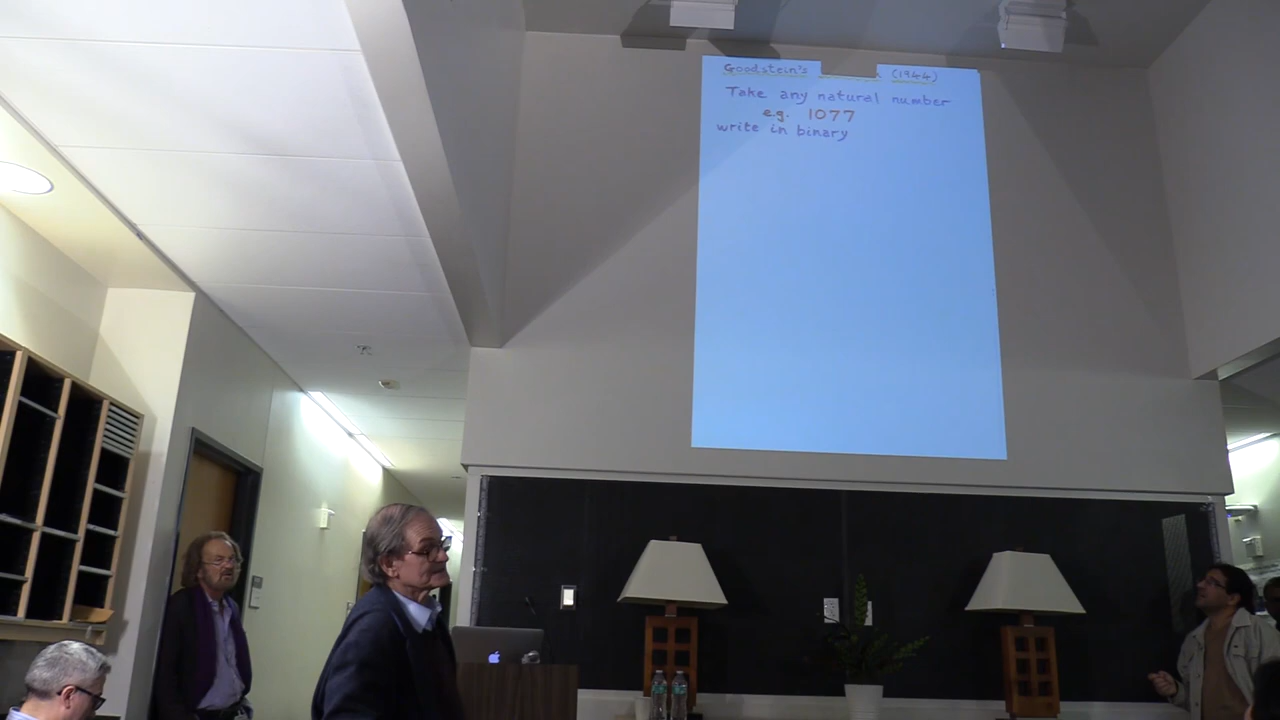 Goodstein's (1944)
Take any natural number
e.g. 1077
write in binary